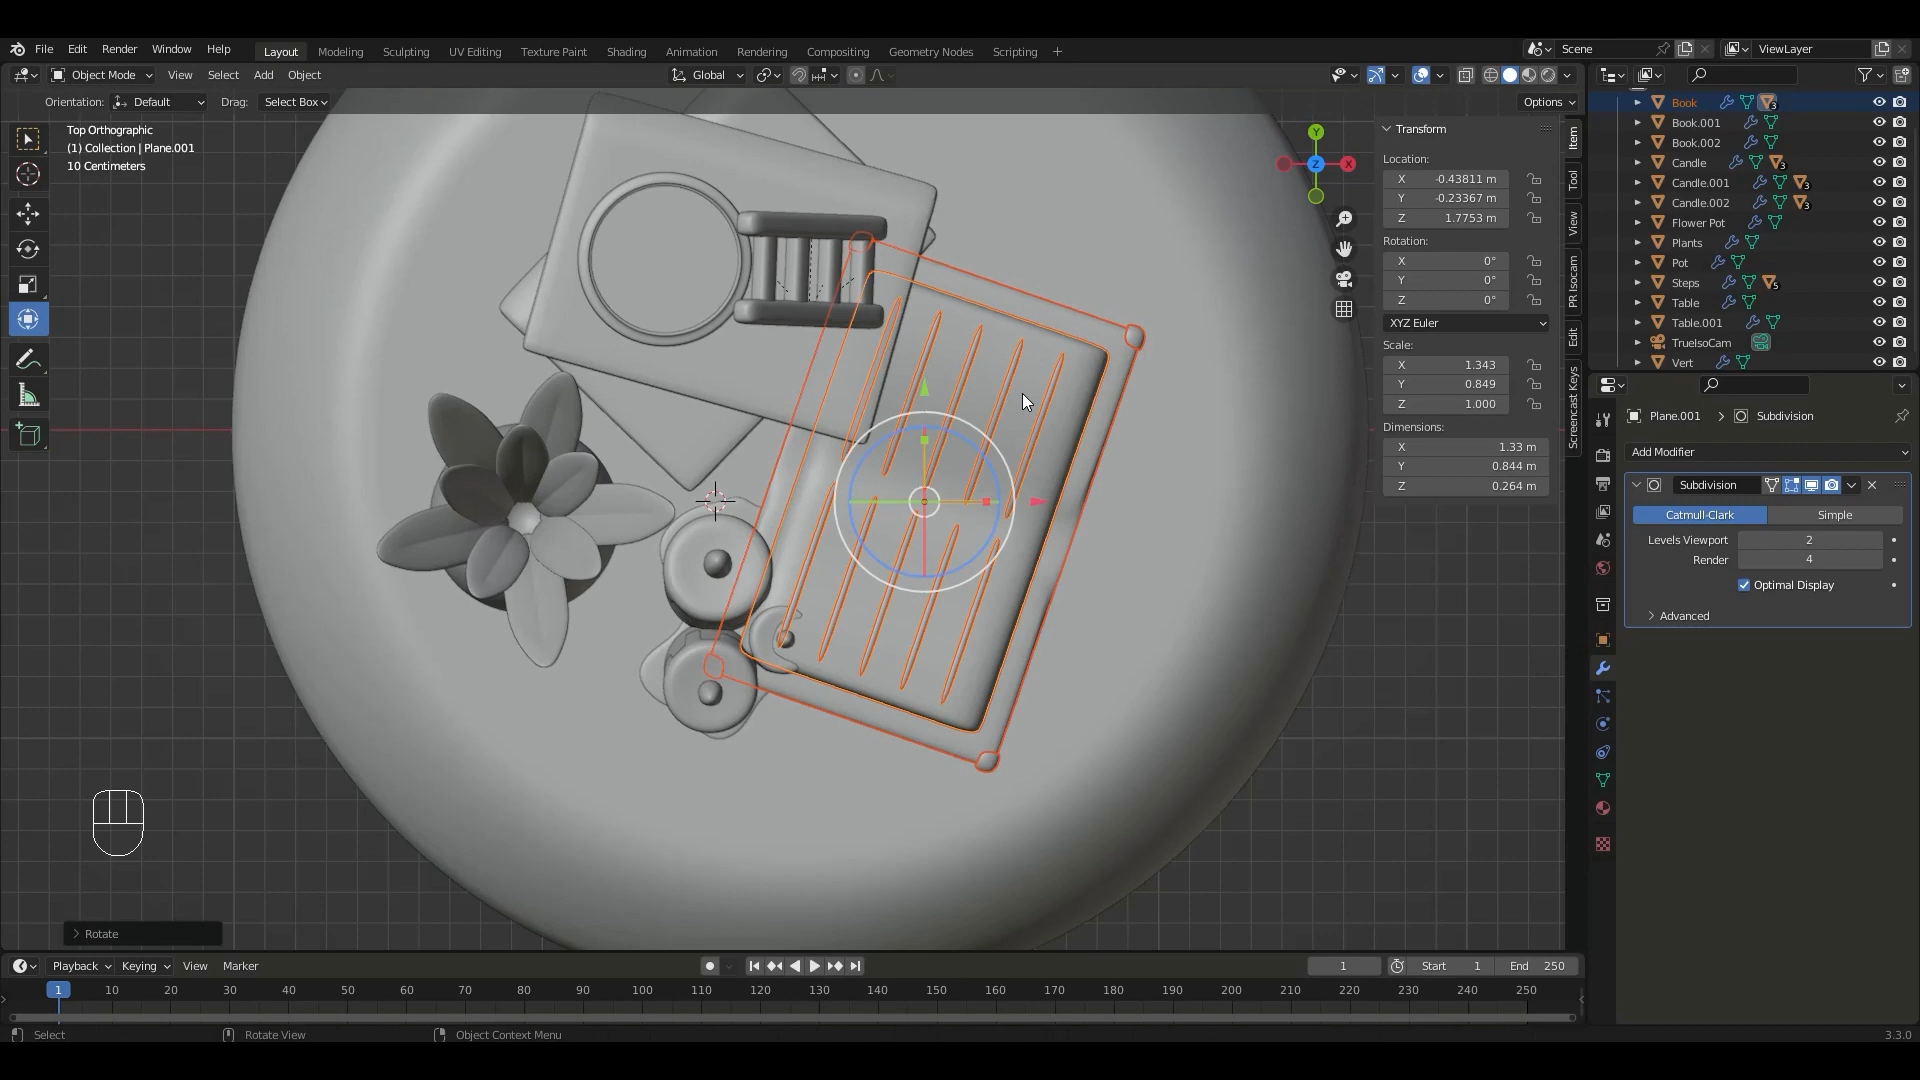 File Edit Render Window Help Layout Modeling Sculpting UV Editing Texture Paint Shading Animation Rendering Compositing Geometry Nodes Scripting + Scene ViewLayer
Object Mode View Select Add Object Global
Orientation: Default Drag: Select Box Options
Top Orthographic
(1) Collection | Plane.001
10 Centimeters
Transform
Location:
X -0.43811 m
Y -0.23367 m
Z 1.7753 m
Rotation:
X 0°
Y 0°
Z 0°
XYZ Euler
Scale:
X 1.343
Y 0.849
Z 1.000
Dimensions:
X 1.33 m
Y 0.844 m
Z 0.264 m
Item
Tool
View
PR Isocam
Edit
Screencast Keys
Y
Z X
Book 3
Book.001
Book.002
Candle 3
Candle.001 3
Candle.002 3
Flower Pot
Plants
Pot
Steps 5
Table
Table.001
TrueIsoCam
Vert
Plane.001 > Subdivision
Add Modifier
Subdivision
Catmull-Clark Simple
Levels Viewport 2
Render 4
Optimal Display
Advanced
Rotate
Playback Keying View Marker 1 Start 1 End 250
1 10 20 30 40 50 60 70 80 90 100 110 120 130 140 150 160 170 180 190 200 210 220 230 240 250
Select Rotate View Object Context Menu 3.3.0